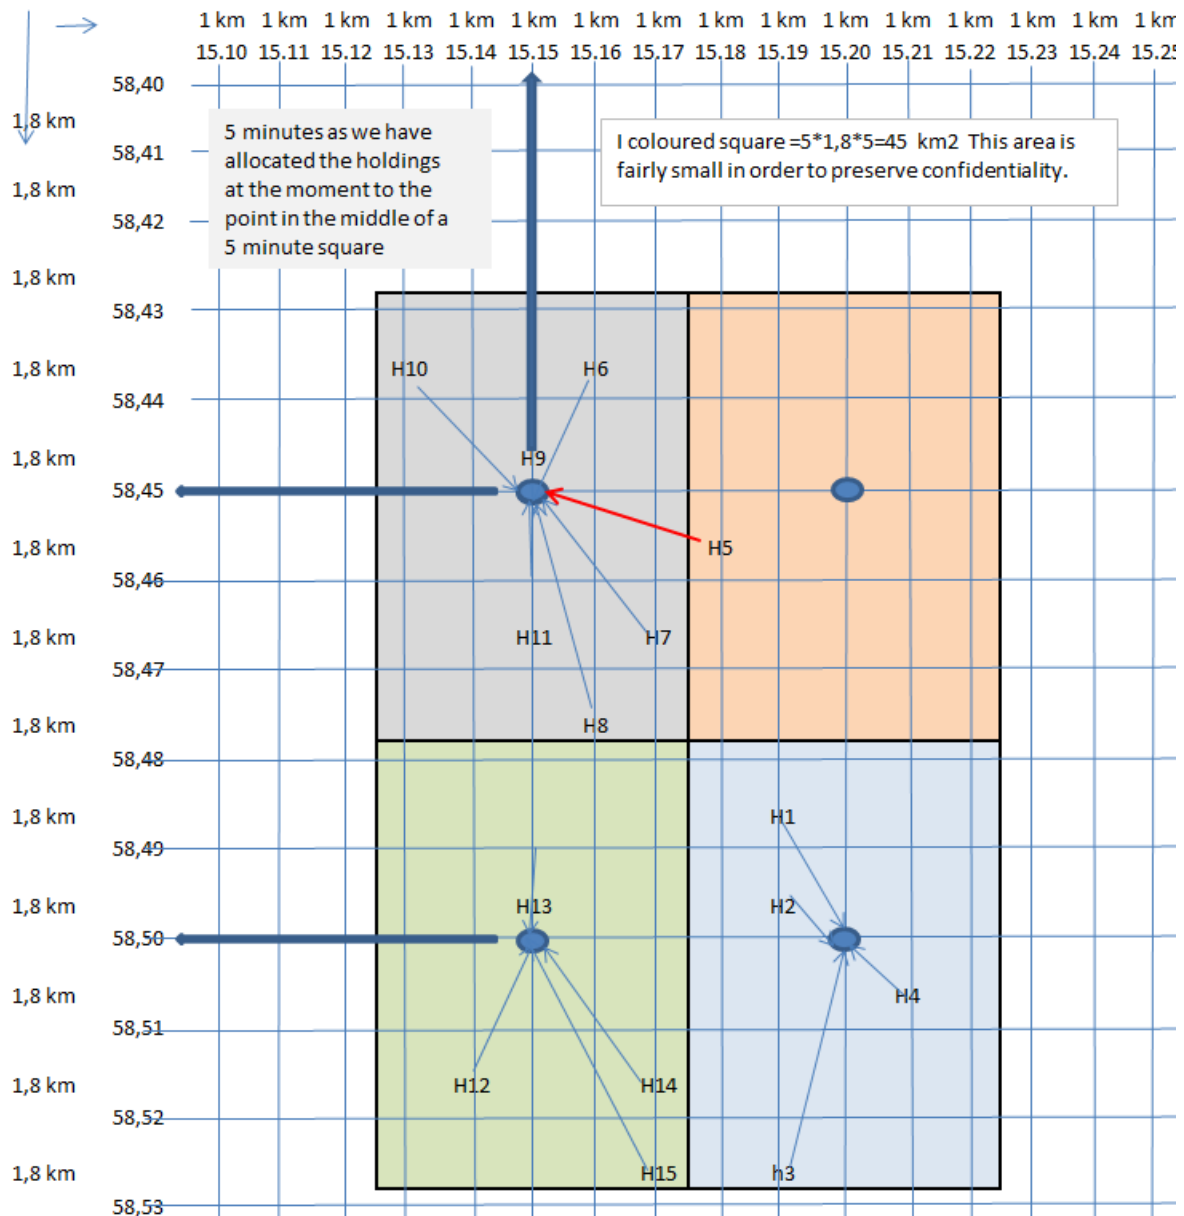 1 km 1 km 1 km 1 km 1 km 1 km 1 km 1 km 1 km 1 km 1 km 1 km 1 km 1 km 1 km 1 km
15.10 15.11 15.12 15.13 15.14 15.15 15.16 15.17 15.18 15.19 15.20 15.21 15.22 15.23 15.24 15.25
58,40
1,8 km
5 minutes as we have
allocated the holdings
at the moment to the
point in the middle of a
5 minute square
I coloured square =5*1,8*5=45 km2 This area is
fairly small in order to preserve confidentiality.
58,41
1,8 km
58,42
1,8 km
58,43
1,8 km
H10 H6
58,44
1,8 km
H9
58,45
1,8 km
H5
58,46
1,8 km
H11 H7
58,47
1,8 km
H8
58,48
1,8 km
H1
58,49
1,8 km
H13 H2
58,50
1,8 km
H4
58,51
1,8 km
H12 H14
58,52
1,8 km
H15 h3
58,53